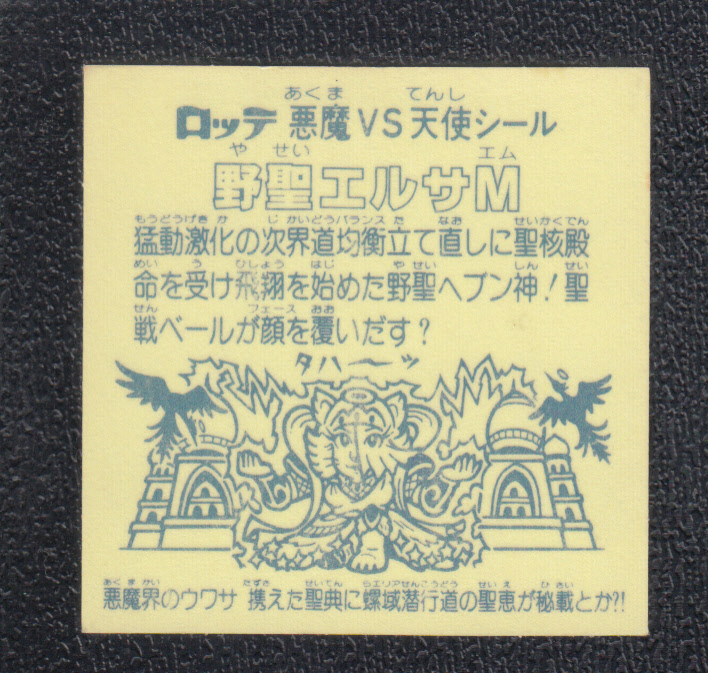 あくま てんし
ロッテ 悪魔VS天使シール
や せい エム
野聖エルサM
もうどうげきか じかいどうバランスた なお せいかくでん
猛動激化の次界道均衡立て直しに聖核殿
めい う ひしょう はじ や せい しん せい
命を受け飛翔を始めた野聖ヘブン神!聖
せん フェース おお
戦ベールが顔を覆いだす?
タハーッ
あくまかい たずさ せいてん らエリアせんこうどう せいえ ひさい
悪魔界のウワサ 携えた聖典に螺域潜行道の聖恵が秘載とか?!